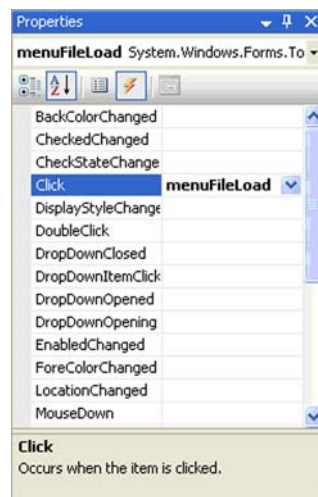 Properties
menuFileLoad System.Windows.Forms.To
BackColorChanged
CheckedChanged
CheckStateChange
Click menuFileLoad
DisplayStyleChange
DoubleClick
DropDownClosed
DropDownItemClick
DropDownOpened
DropDownOpening
EnabledChanged
ForeColorChanged
LocationChanged
MouseDown
Click
Occurs when the item is clicked.